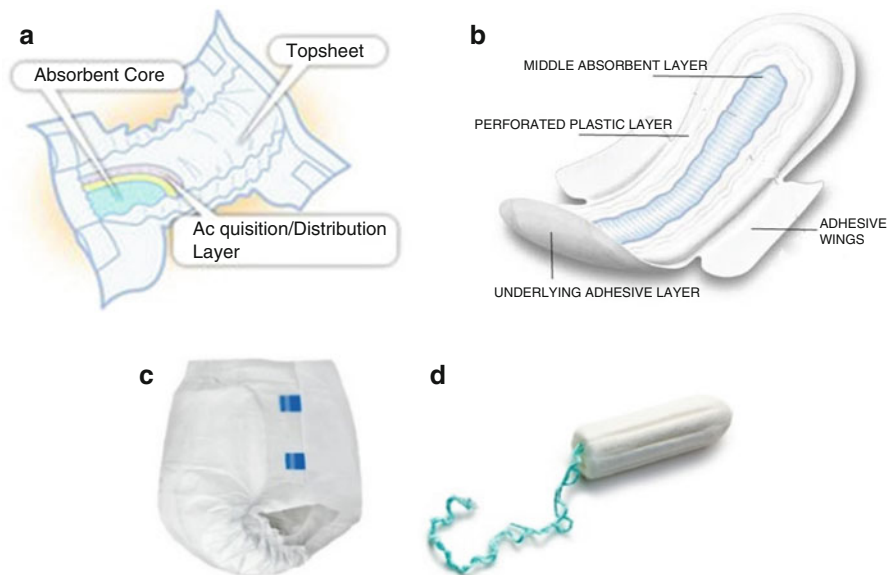 a
Absorbent Core
Topsheet
Ac quisition/Distribution
Layer
b
MIDDLE ABSORBENT LAYER
PERFORATED PLASTIC LAYER
ADHESIVE
WINGS
UNDERLYING ADHESIVE LAYER
c
d